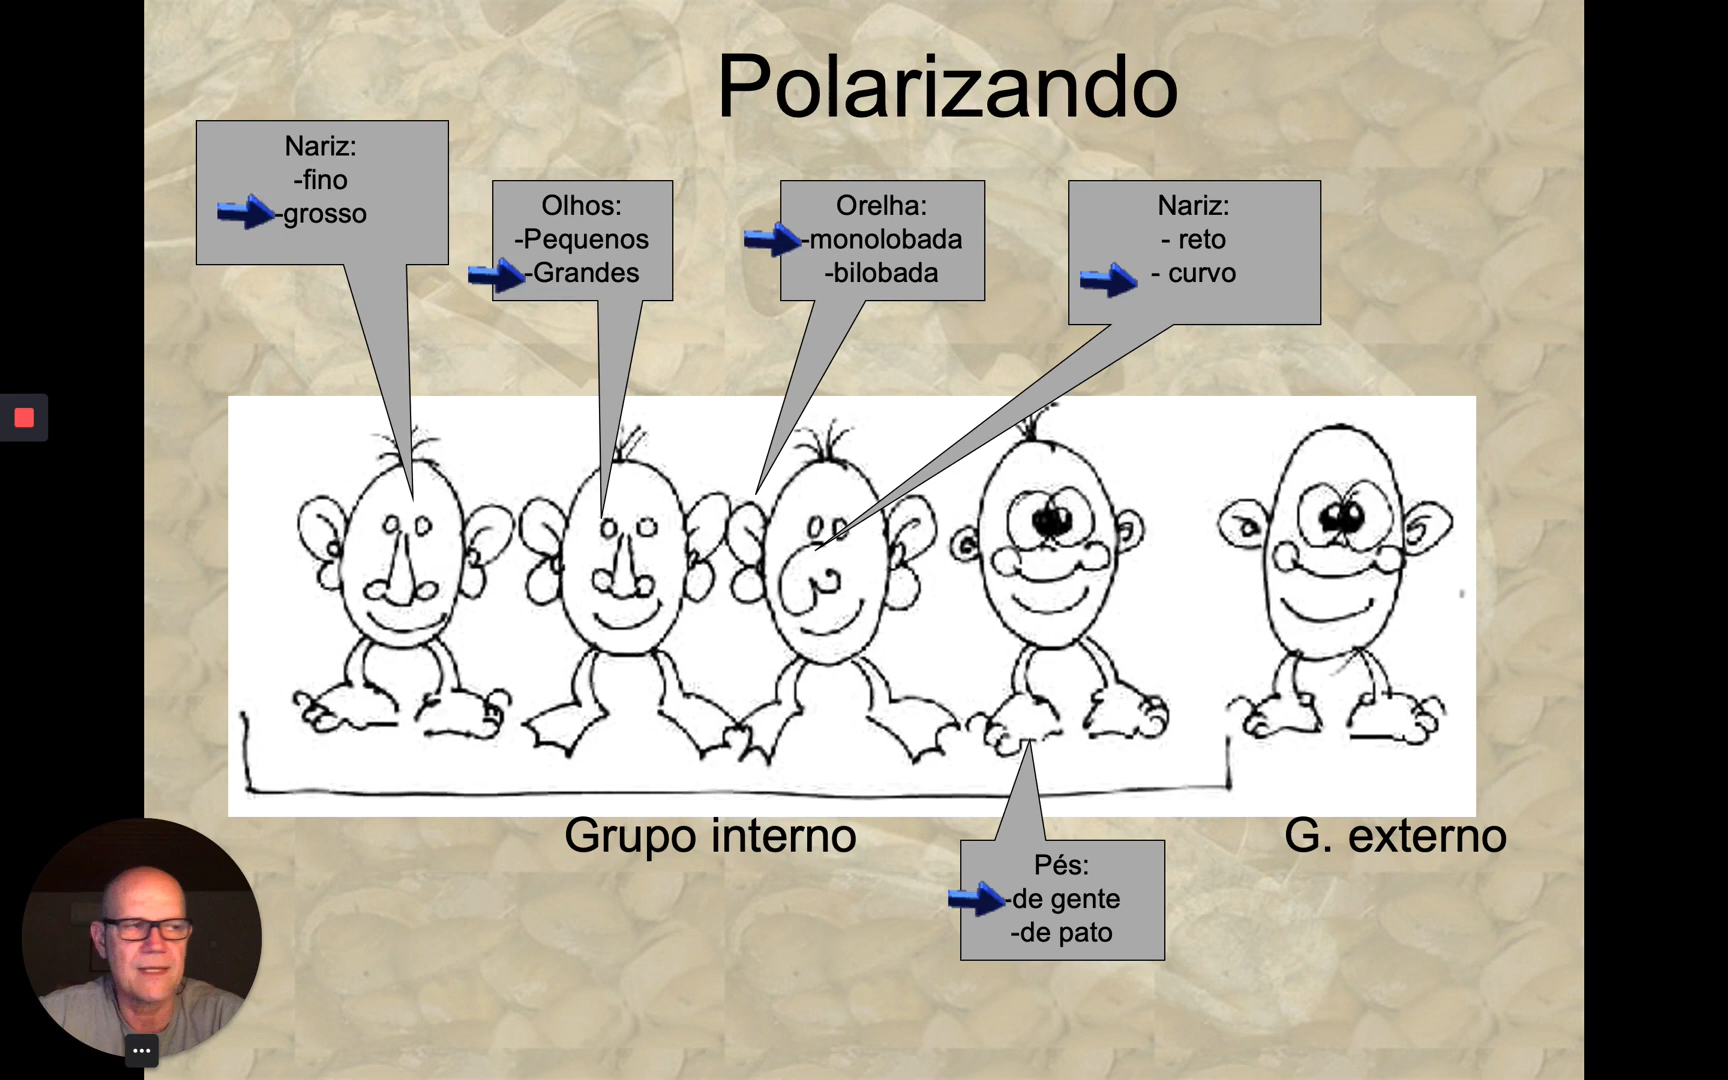 Polarizando
Nariz:
-fino
-grosso
Olhos:
-Pequenos
-Grandes
Orelha:
-monolobada
-bilobada
Nariz:
- reto
- curvo
Grupo interno
G. externo
Pés:
-de gente
-de pato